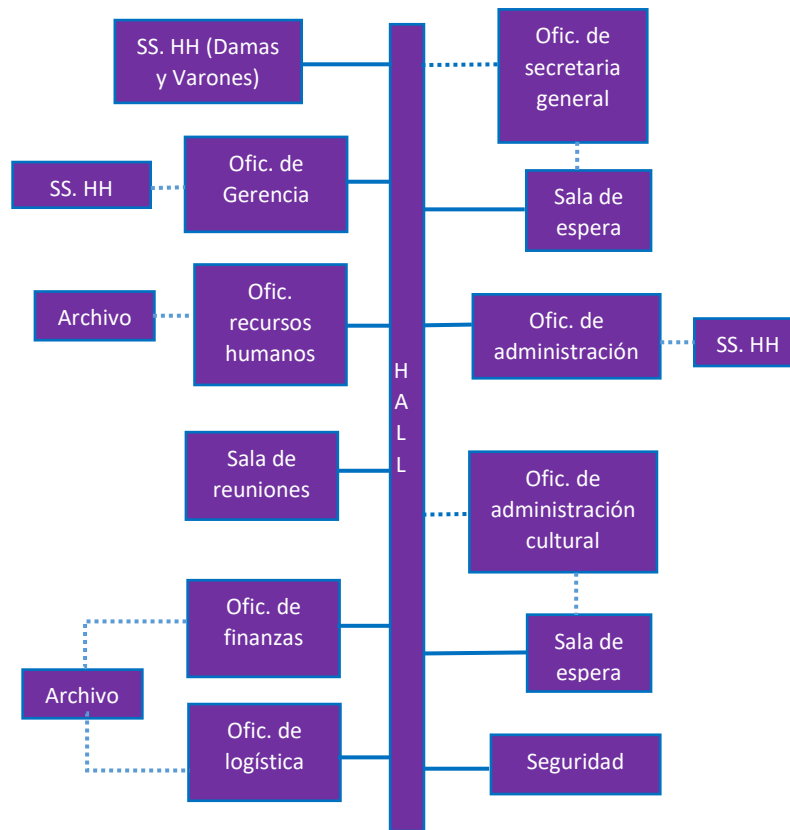 SS. HH (Damas
y Varones)
Ofic. de
secretaria
general
SS. HH
Ofic. de
Gerencia
Sala de
espera
Archivo
Ofic.
recursos
humanos
Ofic. de
administración
SS. HH
H
A
L
L
Sala de
reuniones
Ofic. de
administración
cultural
Ofic. de
finanzas
Sala de
espera
Archivo
Ofic. de
logística
Seguridad